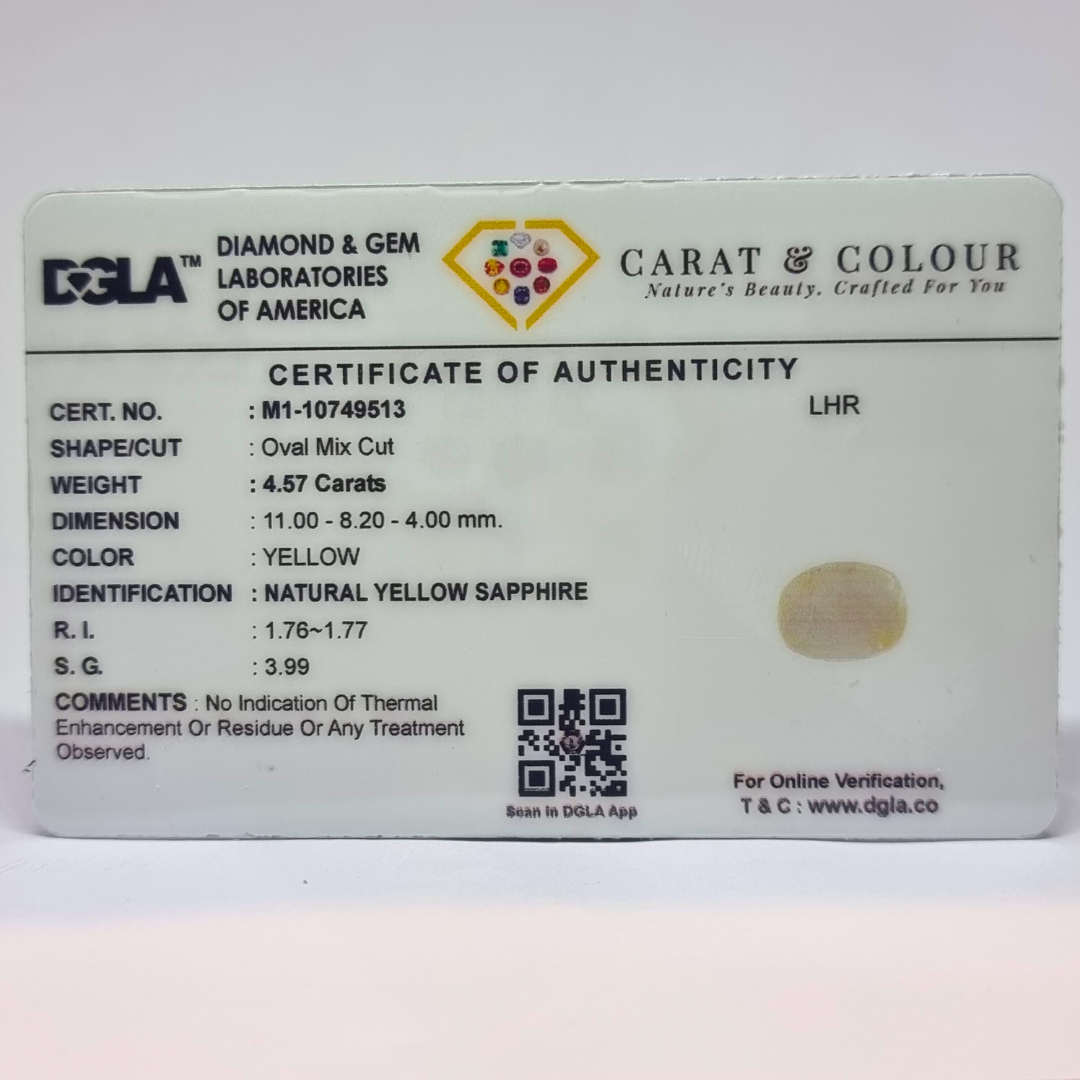 DGLA™
DIAMOND & GEM
LABORATORIES
OF AMERICA
CARAT & COLOUR
Nature's Beauty. Crafted For You
CERTIFICATE OF AUTHENTICITY
CERT. NO. : M1-10749513
LHR
SHAPE/CUT : Oval Mix Cut
WEIGHT : 4.57 Carats
DIMENSION : 11.00 - 8.20 - 4.00 mm.
COLOR : YELLOW
IDENTIFICATION : NATURAL YELLOW SAPPHIRE
R. I. : 1.76~1.77
S. G. : 3.99
COMMENTS : No Indication Of Thermal
Enhancement Or Residue Or Any Treatment
Observed.
Scan in DGLA App
For Online Verification,
T & C : www.dgla.co